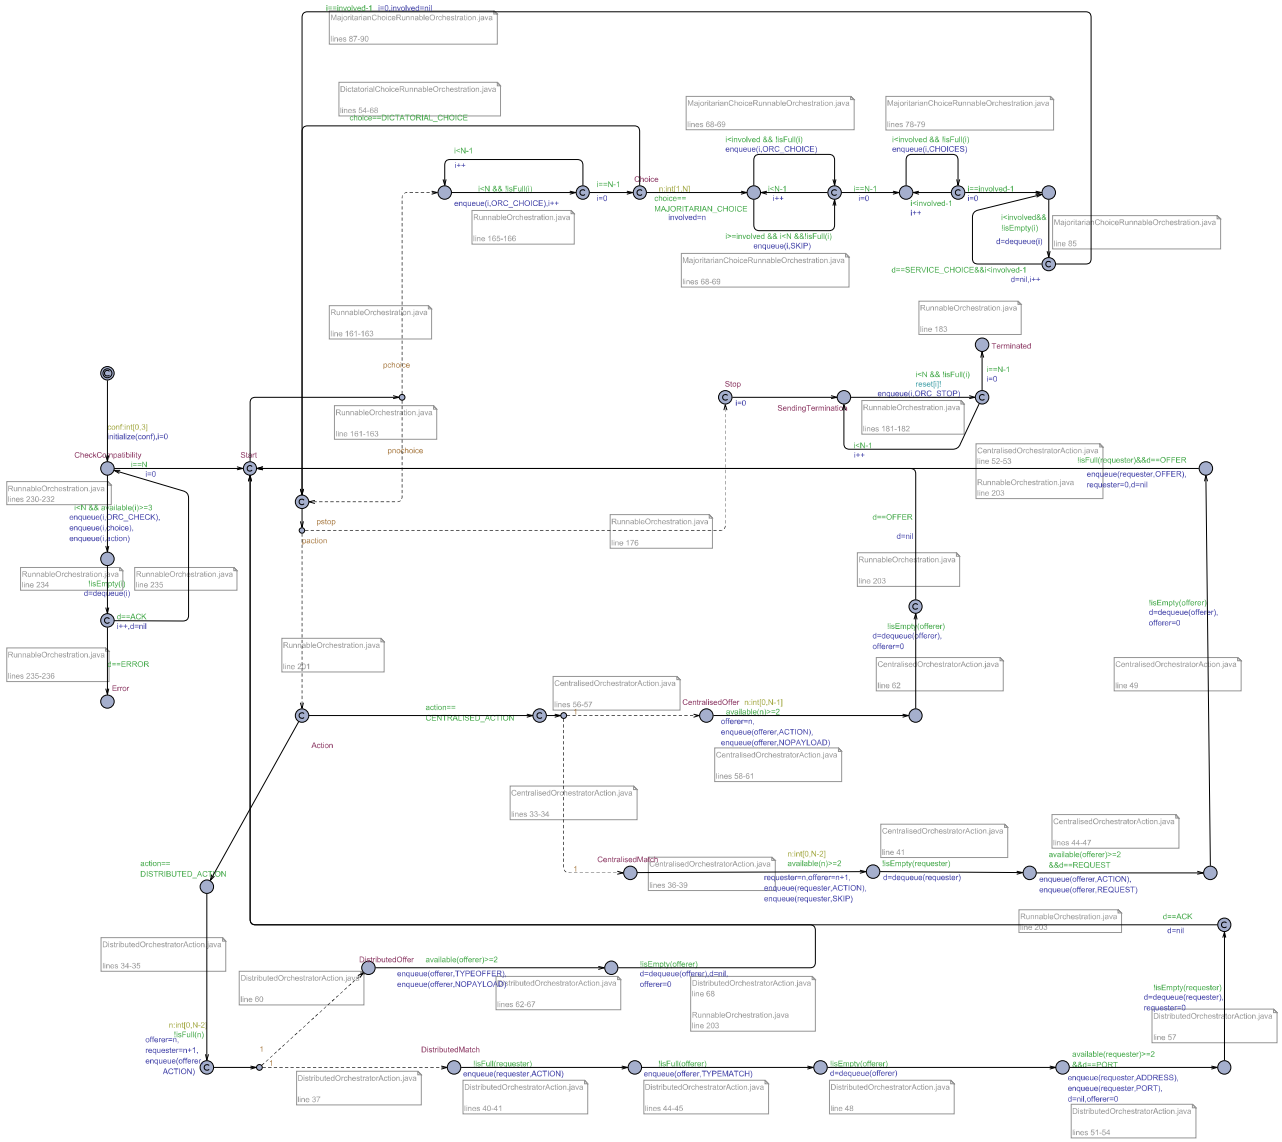 i==involved-1 i=0,involved=nil
MajoritarianChoiceRunnableOrchestration.java
lines 87-90
DictatorialChoiceRunnableOrchestration.java
lines 54-68
choice==DICTATORIAL_CHOICE
MajoritarianChoiceRunnableOrchestration.java
lines 68-69
MajoritarianChoiceRunnableOrchestration.java
lines 78-79
i<N-1
i++
i<involved && !isFull(i)
enqueue(i,ORC_CHOICE)
i<involved && !isFull(i)
enqueue(i,CHOICES)
i<N && !isFull(i)
enqueue(i,ORC_CHOICE),i++
i==N-1
i=0
Choice
n:int[1,N]
choice==
MAJORITARIAN_CHOICE
involved=n
i<N-1
i++
i==N-1
i=0
i<involved-1
i++
i==involved-1
i=0
RunnableOrchestration.java
lines 165-166
i>=involved && i<N &&!isFull(i)
enqueue(i,SKIP)
MajoritarianChoiceRunnableOrchestration.java
lines 68-69
i<involved&&
!isEmpty(i)
d=dequeue(i)
MajoritarianChoiceRunnableOrchestration.java
line 85
d==SERVICE_CHOICE&&i<involved-1
d=nil,i++
RunnableOrchestration.java
line 161-163
pchoice
RunnableOrchestration.java
line 161-163
pnochoice
RunnableOrchestration.java
line 183
Terminated
i==N-1
i=0
Stop
i=0
SendingTermination
i<N && !isFull(i)
reset[i]!
enqueue(i,ORC_STOP)
RunnableOrchestration.java
lines 181-182
i<N-1
i++
conf:int[0,3]
initialize(conf),i=0
CheckCompatibility
i==N
i=0
Start
RunnableOrchestration.java
lines 230-232
i<N && available(i)>=3
enqueue(i,ORC_CHECK),
enqueue(i,choice),
enqueue(i,action)
RunnableOrchestration.java
line 234
RunnableOrchestration.java
line 235
!isEmpty(i)
d=dequeue(i)
d==ACK
i++,d=nil
RunnableOrchestration.java
lines 235-236
d==ERROR
Error
pstop
paction
RunnableOrchestration.java
line 176
CentralisedOrchestratorAction.java
line 52-53
RunnableOrchestration.java
line 203
!isFull(requester)&&d==OFFER
enqueue(requester,OFFER),
requester=0,d=nil
d==OFFER
d=nil
RunnableOrchestration.java
line 203
!isEmpty(offerer)
d=dequeue(offerer),
offerer=0
!isEmpty(offerer)
d=dequeue(offerer),
offerer=0
CentralisedOrchestratorAction.java
line 62
CentralisedOrchestratorAction.java
line 49
RunnableOrchestration.java
line 201
Action
action==
CENTRALISED_ACTION
CentralisedOrchestratorAction.java
lines 56-57
1
CentralisedOffer
n:int[0,N-1]
available(n)>=2
offerer=n,
enqueue(offerer,ACTION),
enqueue(offerer,NOPAYLOAD)
CentralisedOrchestratorAction.java
lines 58-61
CentralisedOrchestratorAction.java
lines 33-34
1
CentralisedMatch
CentralisedOrchestratorAction.java
lines 36-39
n:int[0,N-2]
available(n)>=2
requester=n,offerer=n+1,
enqueue(requester,ACTION),
enqueue(requester,SKIP)
CentralisedOrchestratorAction.java
line 41
!isEmpty(requester)
d=dequeue(requester)
CentralisedOrchestratorAction.java
lines 44-47
available(offerer)>=2
&&d==REQUEST
enqueue(offerer,ACTION),
enqueue(offerer,REQUEST)
action==
DISTRIBUTED_ACTION
DistributedOrchestratorAction.java
lines 34-35
RunnableOrchestration.java
line 203
d==ACK
d=nil
DistributedOffer
DistributedOrchestratorAction.java
line 60
available(offerer)>=2
enqueue(offerer,TYPEOFFER),
enqueue(offerer,NOPAYLOAD)
DistributedOrchestratorAction.java
lines 62-67
!isEmpty(offerer)
d=dequeue(offerer),d=nil,
offerer=0
DistributedOrchestratorAction.java
line 68
RunnableOrchestration.java
line 203
!isEmpty(requester)
d=dequeue(requester),
requester=0
DistributedOrchestratorAction.java
line 57
n:int[0,N-2]
!isFull(n)
offerer=n,
requester=n+1,
enqueue(offerer,
ACTION)
1
1
DistributedOrchestratorAction.java
line 37
DistributedMatch
!isFull(requester)
enqueue(requester,ACTION)
DistributedOrchestratorAction.java
lines 40-41
!isFull(offerer)
enqueue(offerer,TYPEMATCH)
DistributedOrchestratorAction.java
lines 44-45
!isEmpty(offerer)
d=dequeue(offerer)
DistributedOrchestratorAction.java
line 48
available(requester)>=2
&&d==PORT
enqueue(requester,ADDRESS),
enqueue(requester,PORT),
d=nil,offerer=0
DistributedOrchestratorAction.java
lines 51-54